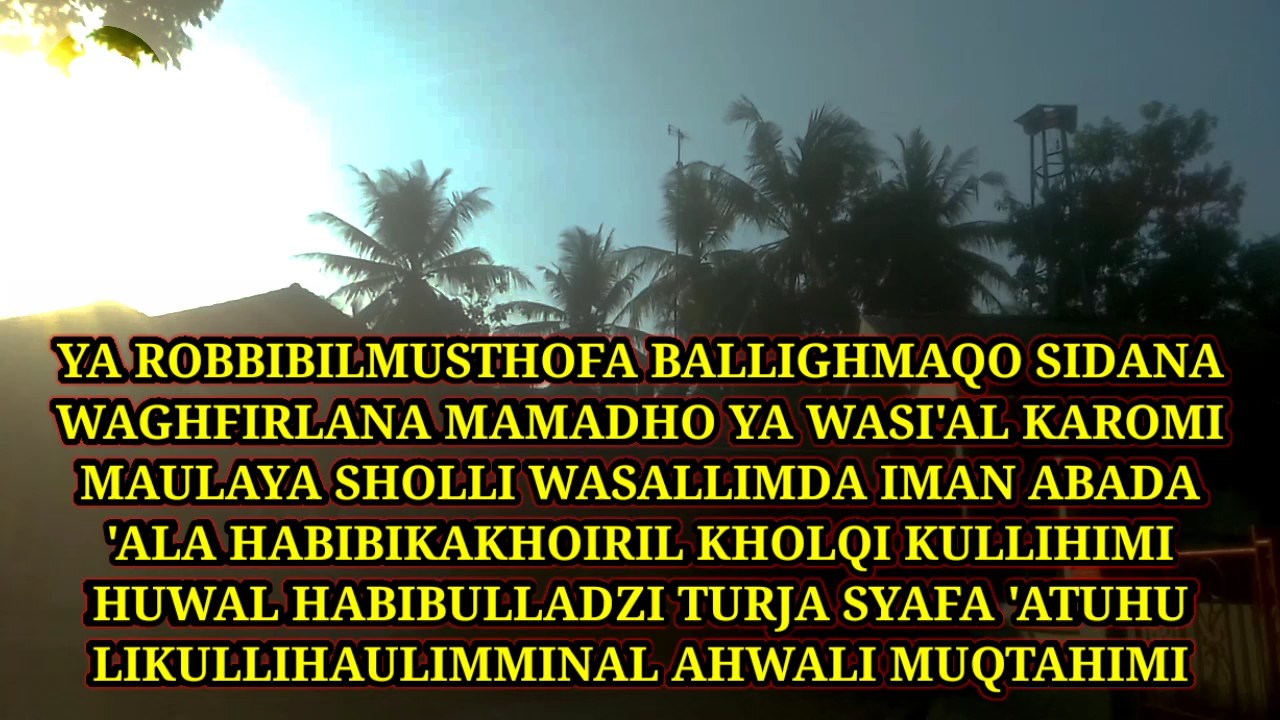 YA ROBBIBILMUSTHOFA BALLIGHMAQO SIDANA
WAGHFIRLANA MAMADHO YA WASI'AL KAROMI
MAULAYA SHOLLI WASALLIMDA IMAN ABADA
'ALA HABIBIKAKHOIRIL KHOLQI KULLIHIMI
HUWAL HABIBULLADZI TURJA SYAFA 'ATUHU
LIKULLIHAULIMMINAL AHWALI MUQTAHIMI